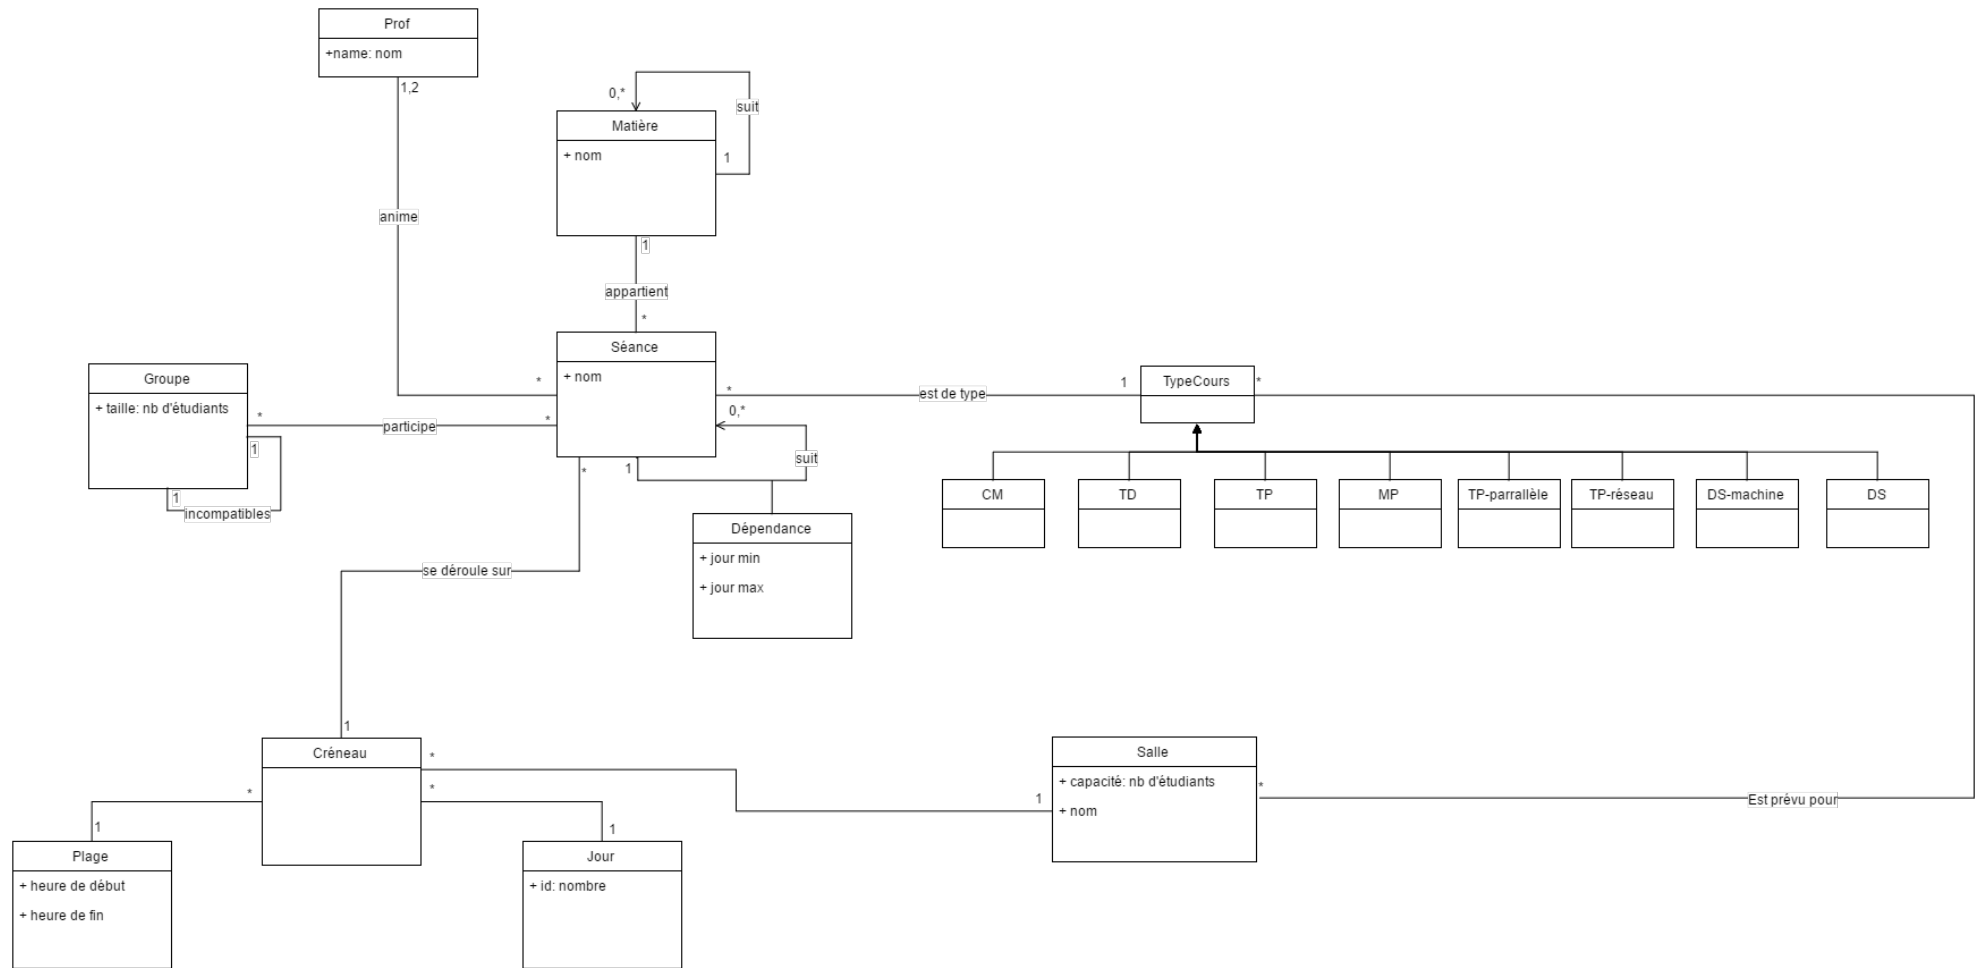 Prof
+name: nom
1,2
anime
*
Matière
+ nom
0,*
suit
1
1
appartient
*
Séance
+ nom
Groupe
+ taille: nb d'étudiants
*
participe
*
1
1
incompatibles
*
est de type
1
0,*
suit
1
Dépendance
+ jour min
+ jour max
TypeCours
*
CM
TD
TP
MP
TP-parrallèle
TP-réseau
DS-machine
DS
*
se déroule sur
1
Créneau
*
*
*
1
Plage
+ heure de début
+ heure de fin
1
Jour
+ id: nombre
1
Salle
+ capacité: nb d'étudiants
+ nom
*
Est prévu pour